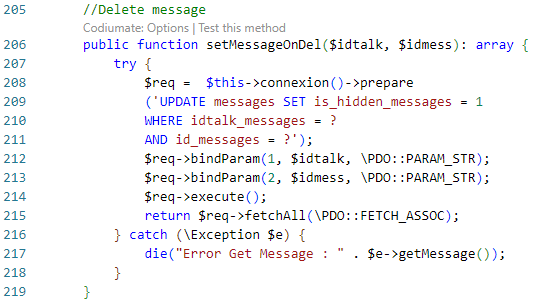 205 //Delete message
Codiumate: Options | Test this method
206 public function setMessageOnDel($idtalk, $idmess): array {
207 try {
208 $req =  $this->connexion()->prepare
209 ('UPDATE messages SET is_hidden_messages = 1
210 WHERE idtalk_messages = ?
211 AND id_messages = ?');
212 $req->bindParam(1, $idtalk, \PDO::PARAM_STR);
213 $req->bindParam(2, $idmess, \PDO::PARAM_STR);
214 $req->execute();
215 return $req->fetchAll(\PDO::FETCH_ASSOC);
216 } catch (\Exception $e) {
217 die("Error Get Message : " . $e->getMessage());
218 }
219 }